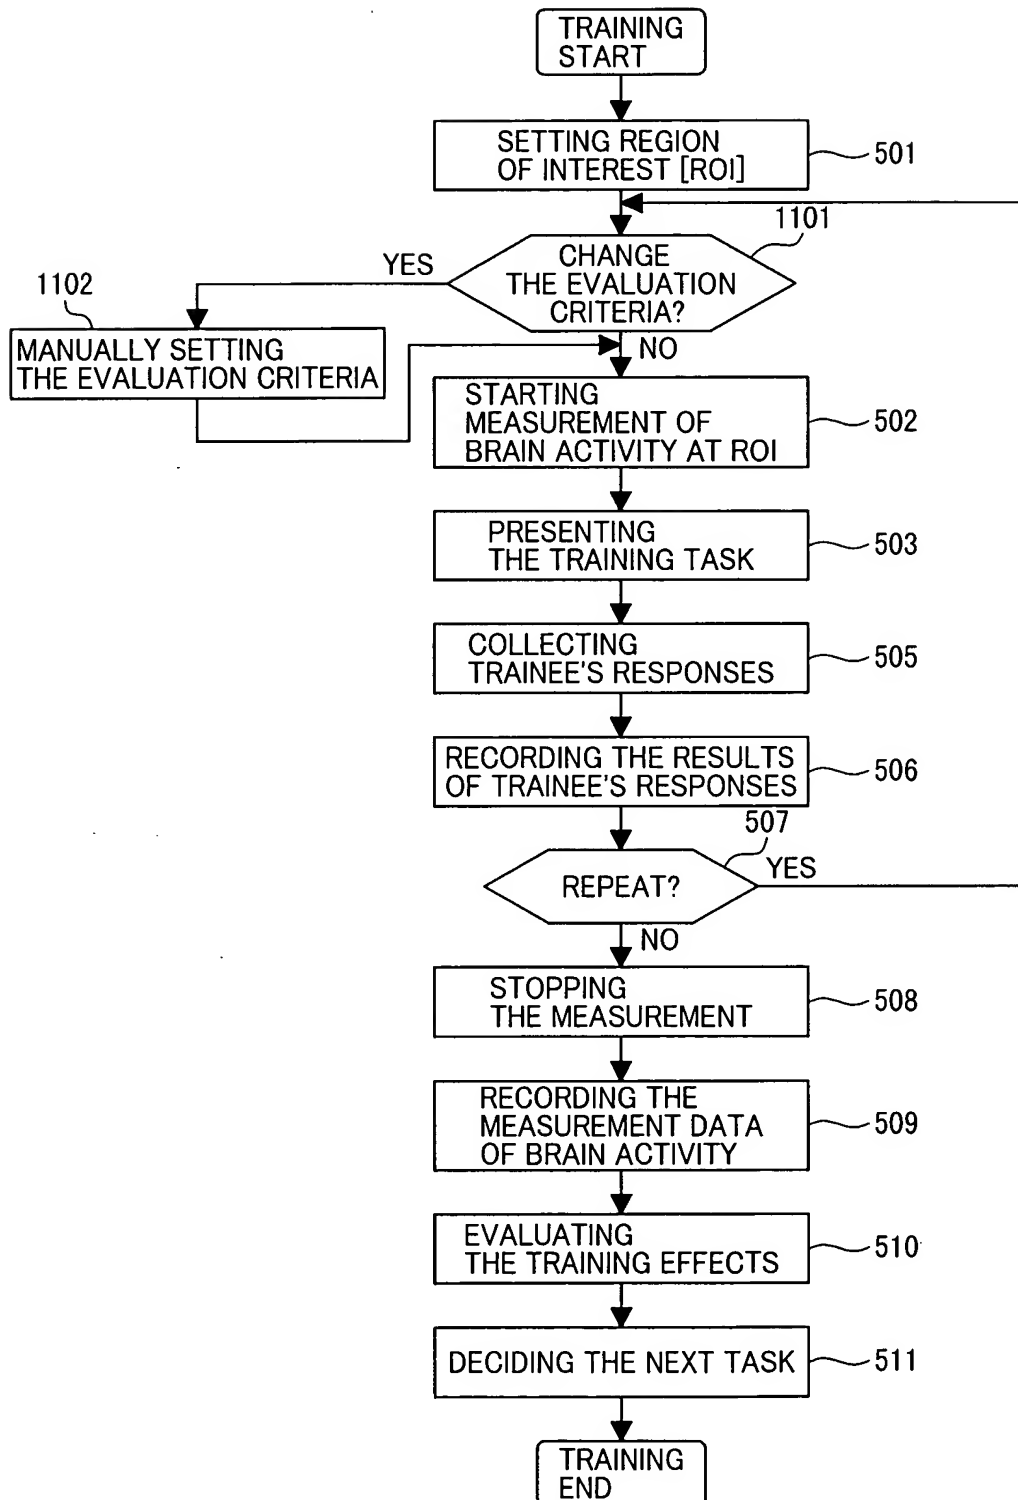 TRAINING
START
SETTING REGION
OF INTEREST [ROI]
501
1101
CHANGE
THE EVALUATION
CRITERIA?
YES
1102
MANUALLY SETTING
THE EVALUATION CRITERIA
NO
STARTING
MEASUREMENT OF
BRAIN ACTIVITY AT ROI
502
PRESENTING
THE TRAINING TASK
503
COLLECTING
TRAINEE'S RESPONSES
505
RECORDING THE RESULTS
OF TRAINEE'S RESPONSES
506
507
REPEAT?
YES
NO
STOPPING
THE MEASUREMENT
508
RECORDING THE
MEASUREMENT DATA
OF BRAIN ACTIVITY
509
EVALUATING
THE TRAINING EFFECTS
510
DECIDING THE NEXT TASK
511
TRAINING
END